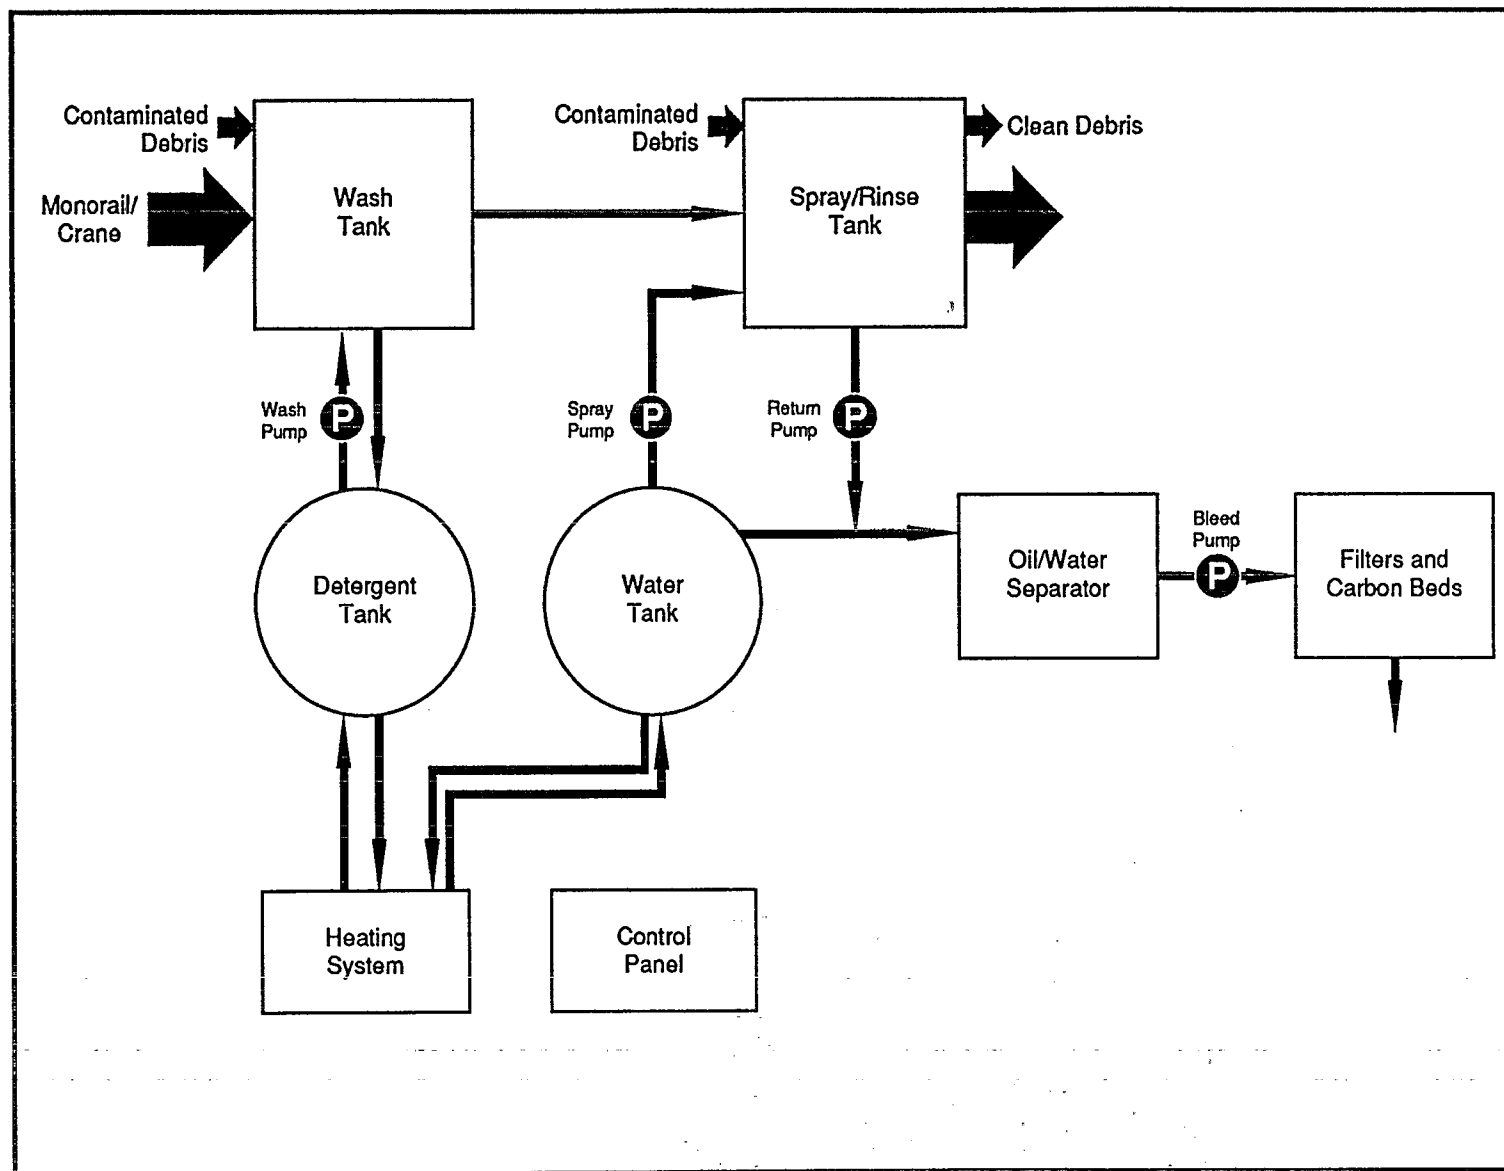 Contaminated
Debris
Monorail/
Crane
Wash
Tank
Contaminated
Debris
Spray/Rinse
Tank
Clean Debris
Wash
Pump
P
Spray
Pump
P
Return
Pump
P
Detergent
Tank
Water
Tank
Oil/Water
Separator
Bleed
Pump
P
Filters and
Carbon Beds
Heating
System
Control
Panel